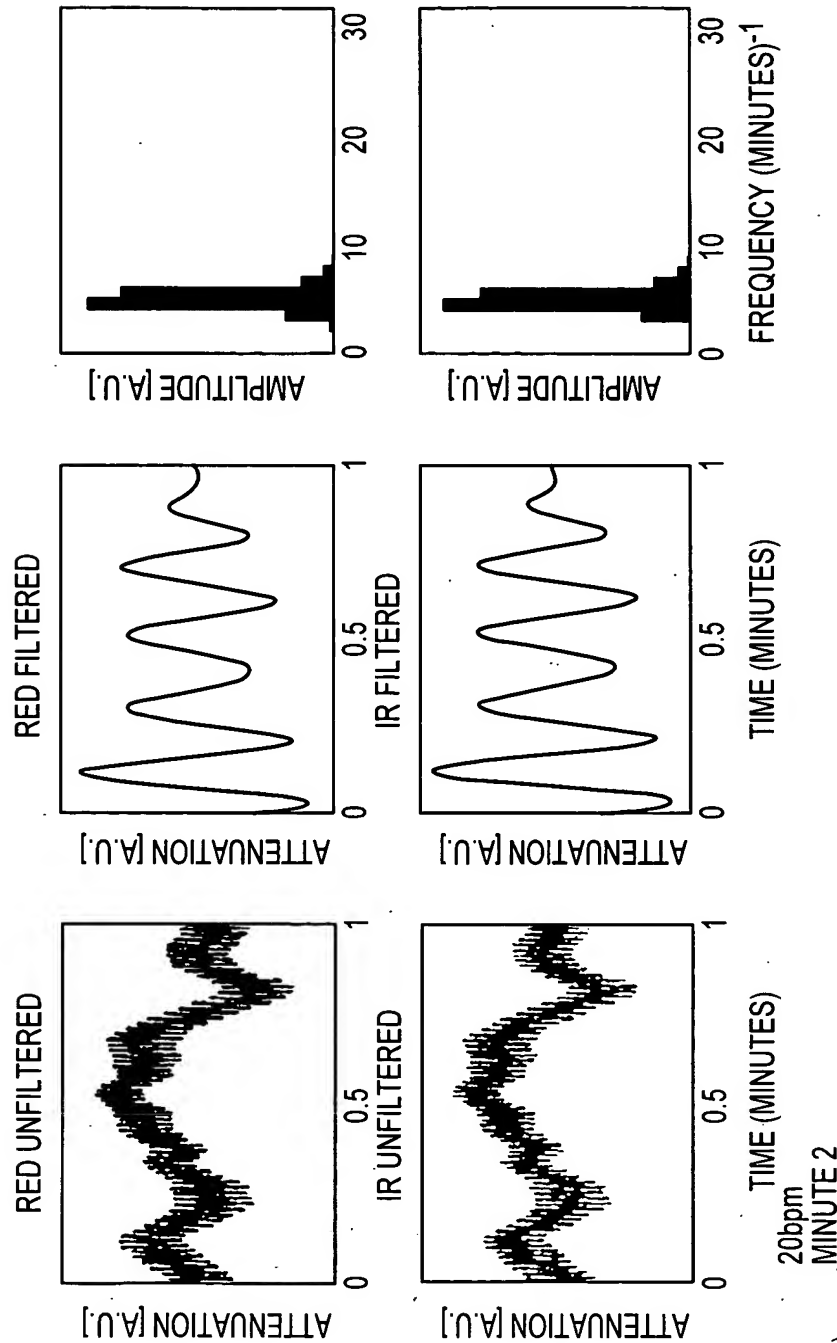 RED UNFILTERED
ATTENUATION [A.U.]
0
0.5
1
IR UNFILTERED
ATTENUATION [A.U.]
0
0.5
1
TIME (MINUTES)
RED FILTERED
ATTENUATION [A.U.]
0
0.5
1
IR FILTERED
ATTENUATION [A.U.]
0
0.5
1
TIME (MINUTES)
AMPLITUDE [A.U.]
0
10
20
30
AMPLITUDE [A.U.]
0
10
20
30
FREQUENCY (MINUTES)⁻¹
20bpm
MINUTE 2